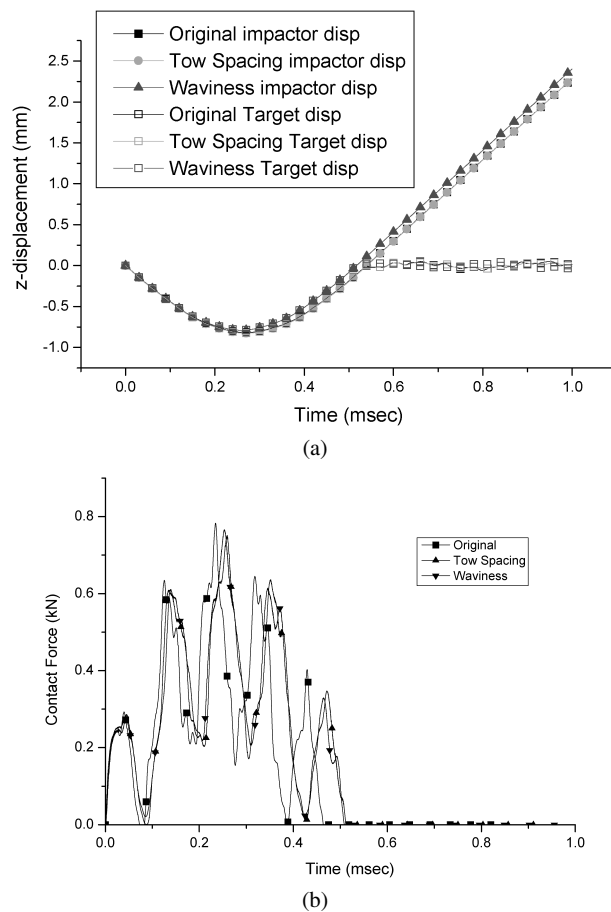 Original impactor disp
Tow Spacing impactor disp
Waviness impactor disp
Original Target disp
Tow Spacing Target disp
Waviness Target disp
z-displacement (mm)
2.5
2.0
1.5
1.0
0.5
0.0
-0.5
-1.0
0.0 0.2 0.4 0.6 0.8 1.0
Time (msec)
(a)
Original
Tow Spacing
Waviness
Contact Force (kN)
0.8
0.6
0.4
0.2
0.0
0.0 0.2 0.4 0.6 0.8 1.0
Time (msec)
(b)